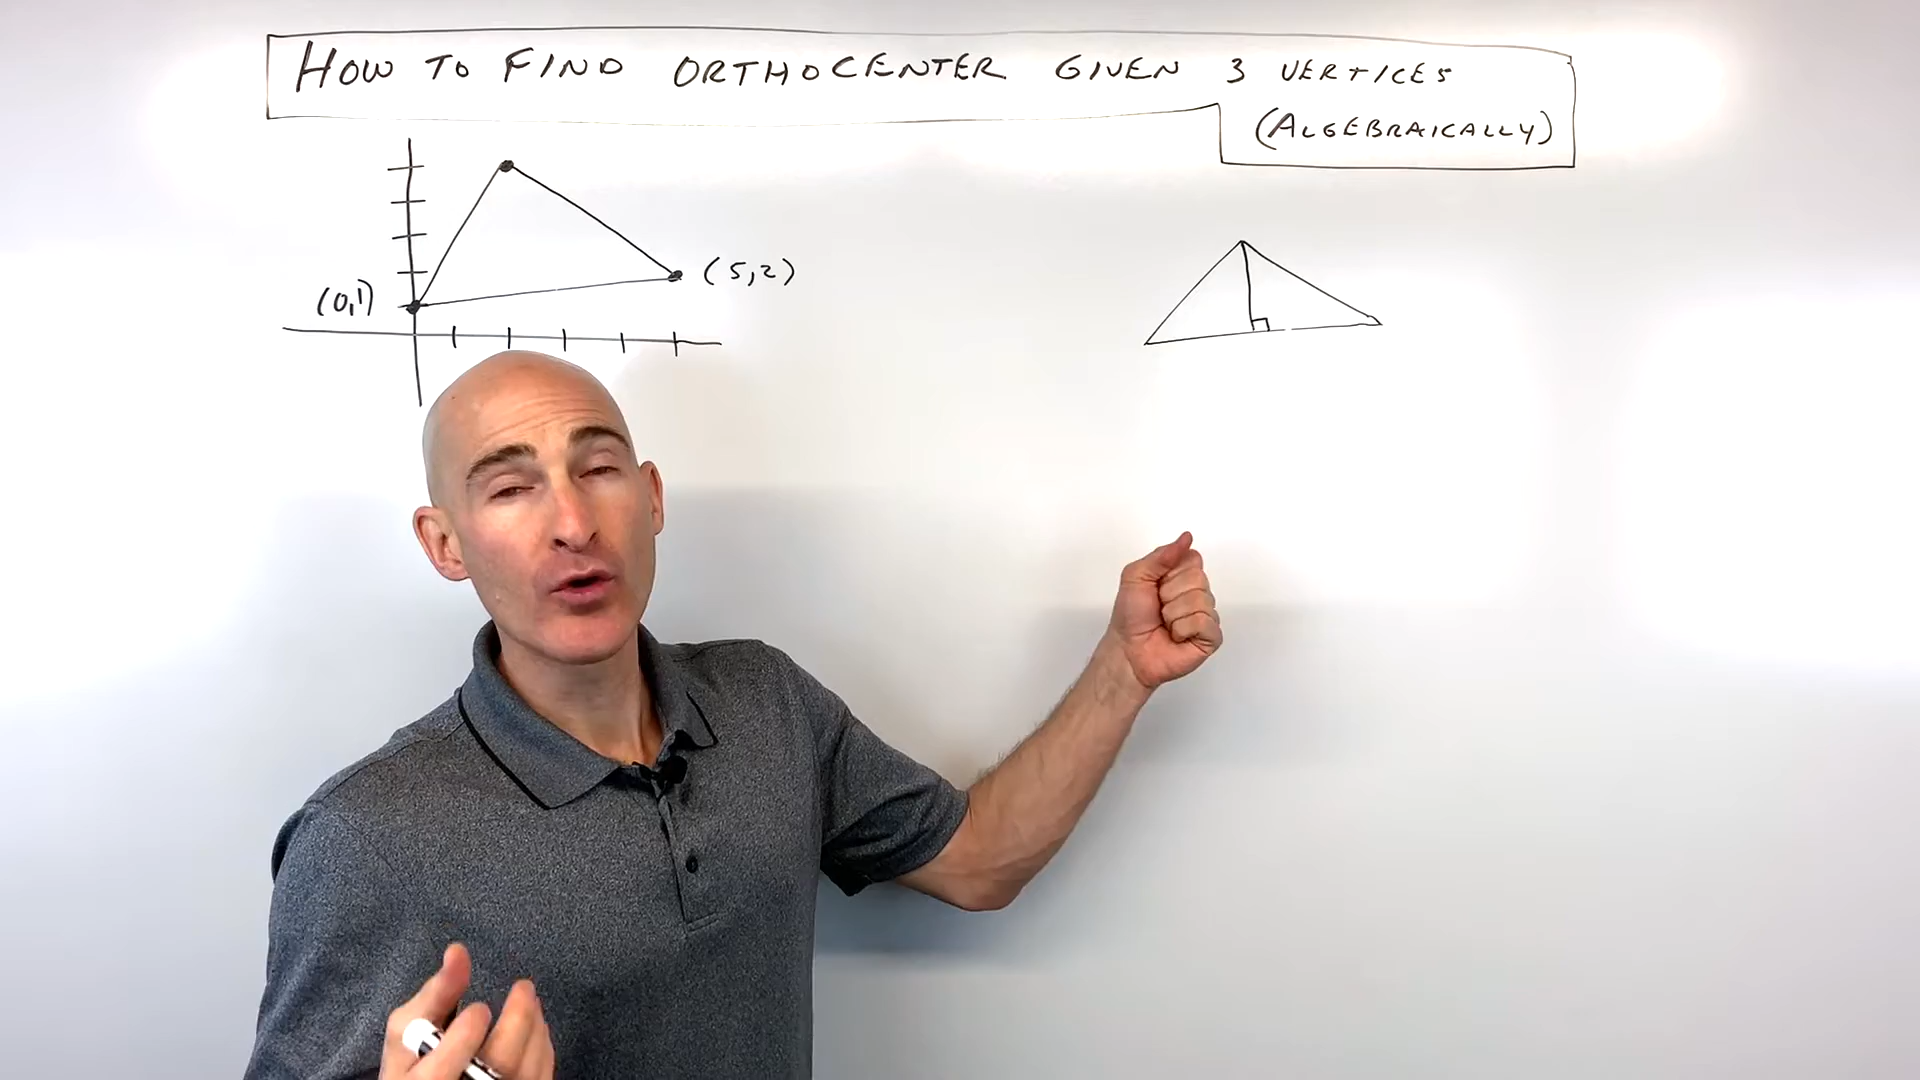 HOW TO FIND ORTHOCENTER GIVEN 3 VERTICES
(ALGEBRAICALLY)
(5,2)
(0,1)